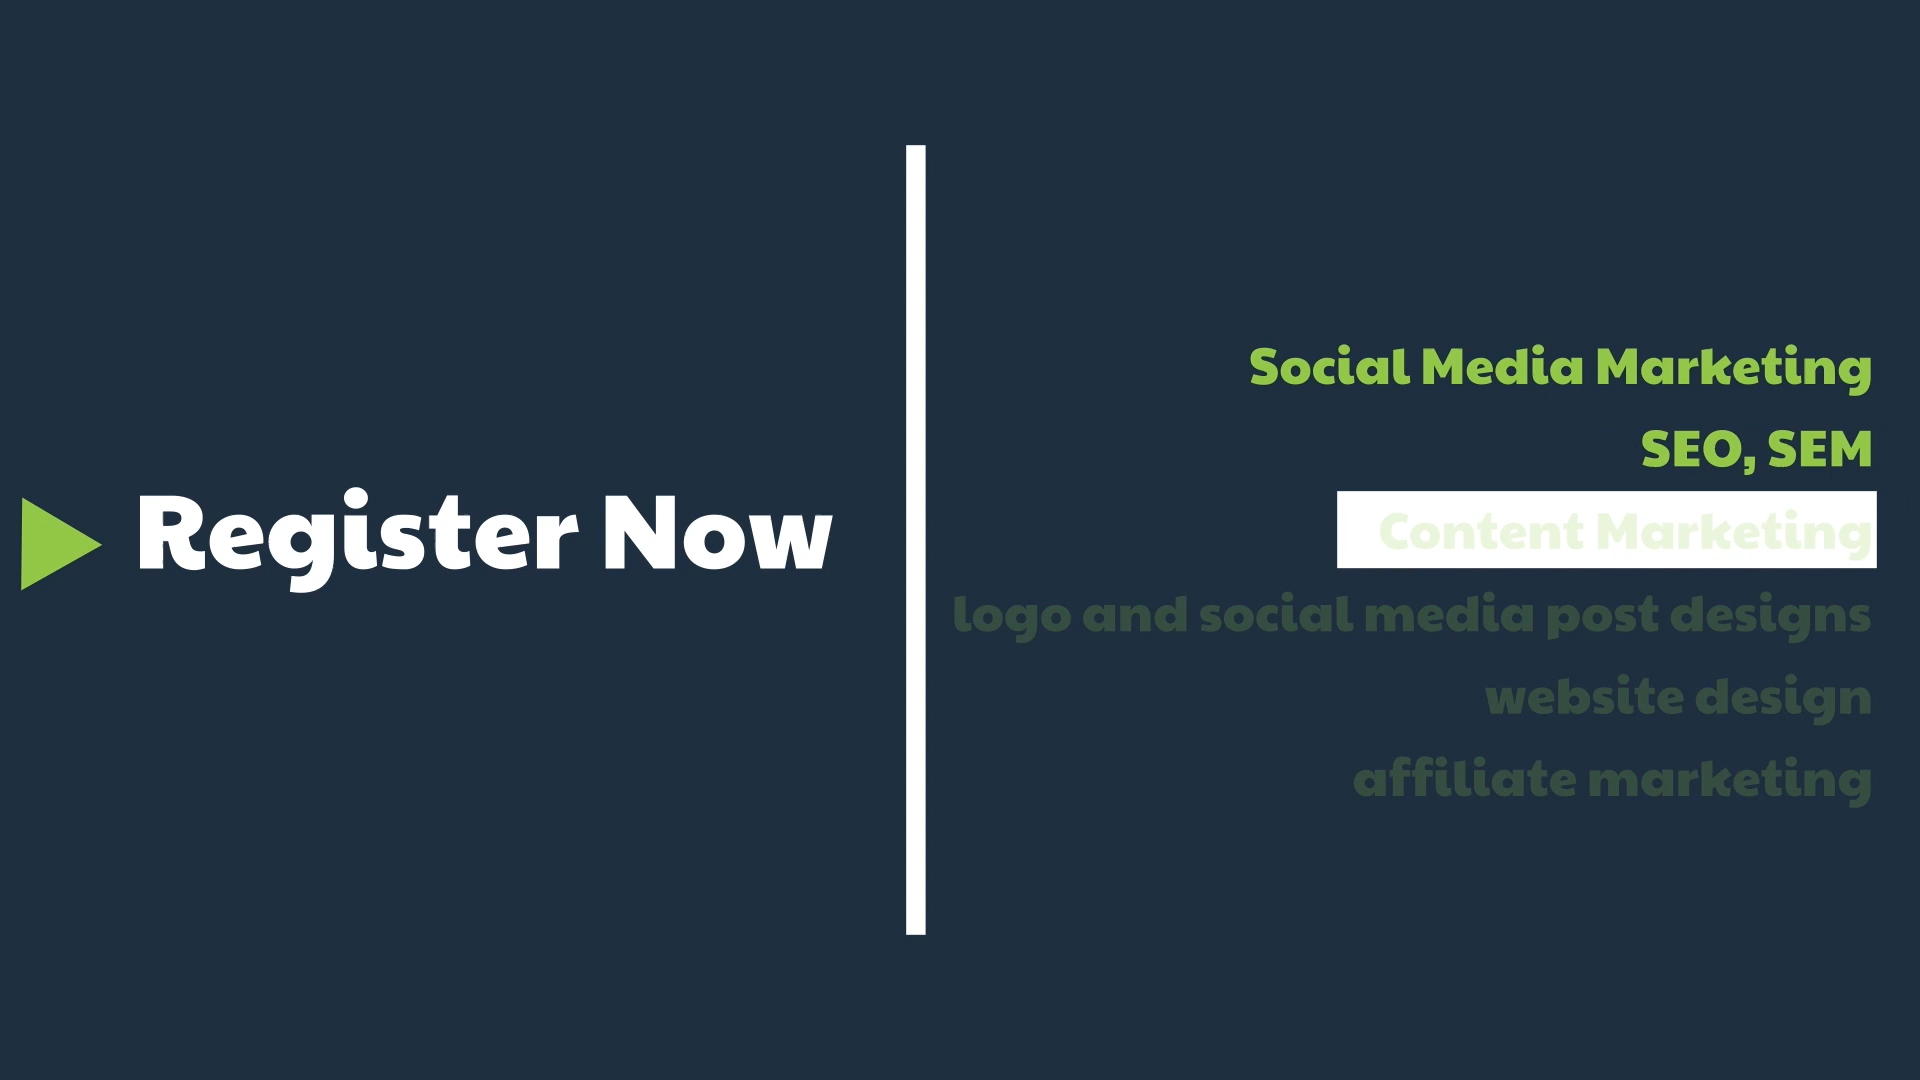 Register Now
Social Media Marketing
SEO, SEM
Content Marketing
logo and social media post designs
website design
affiliate marketing